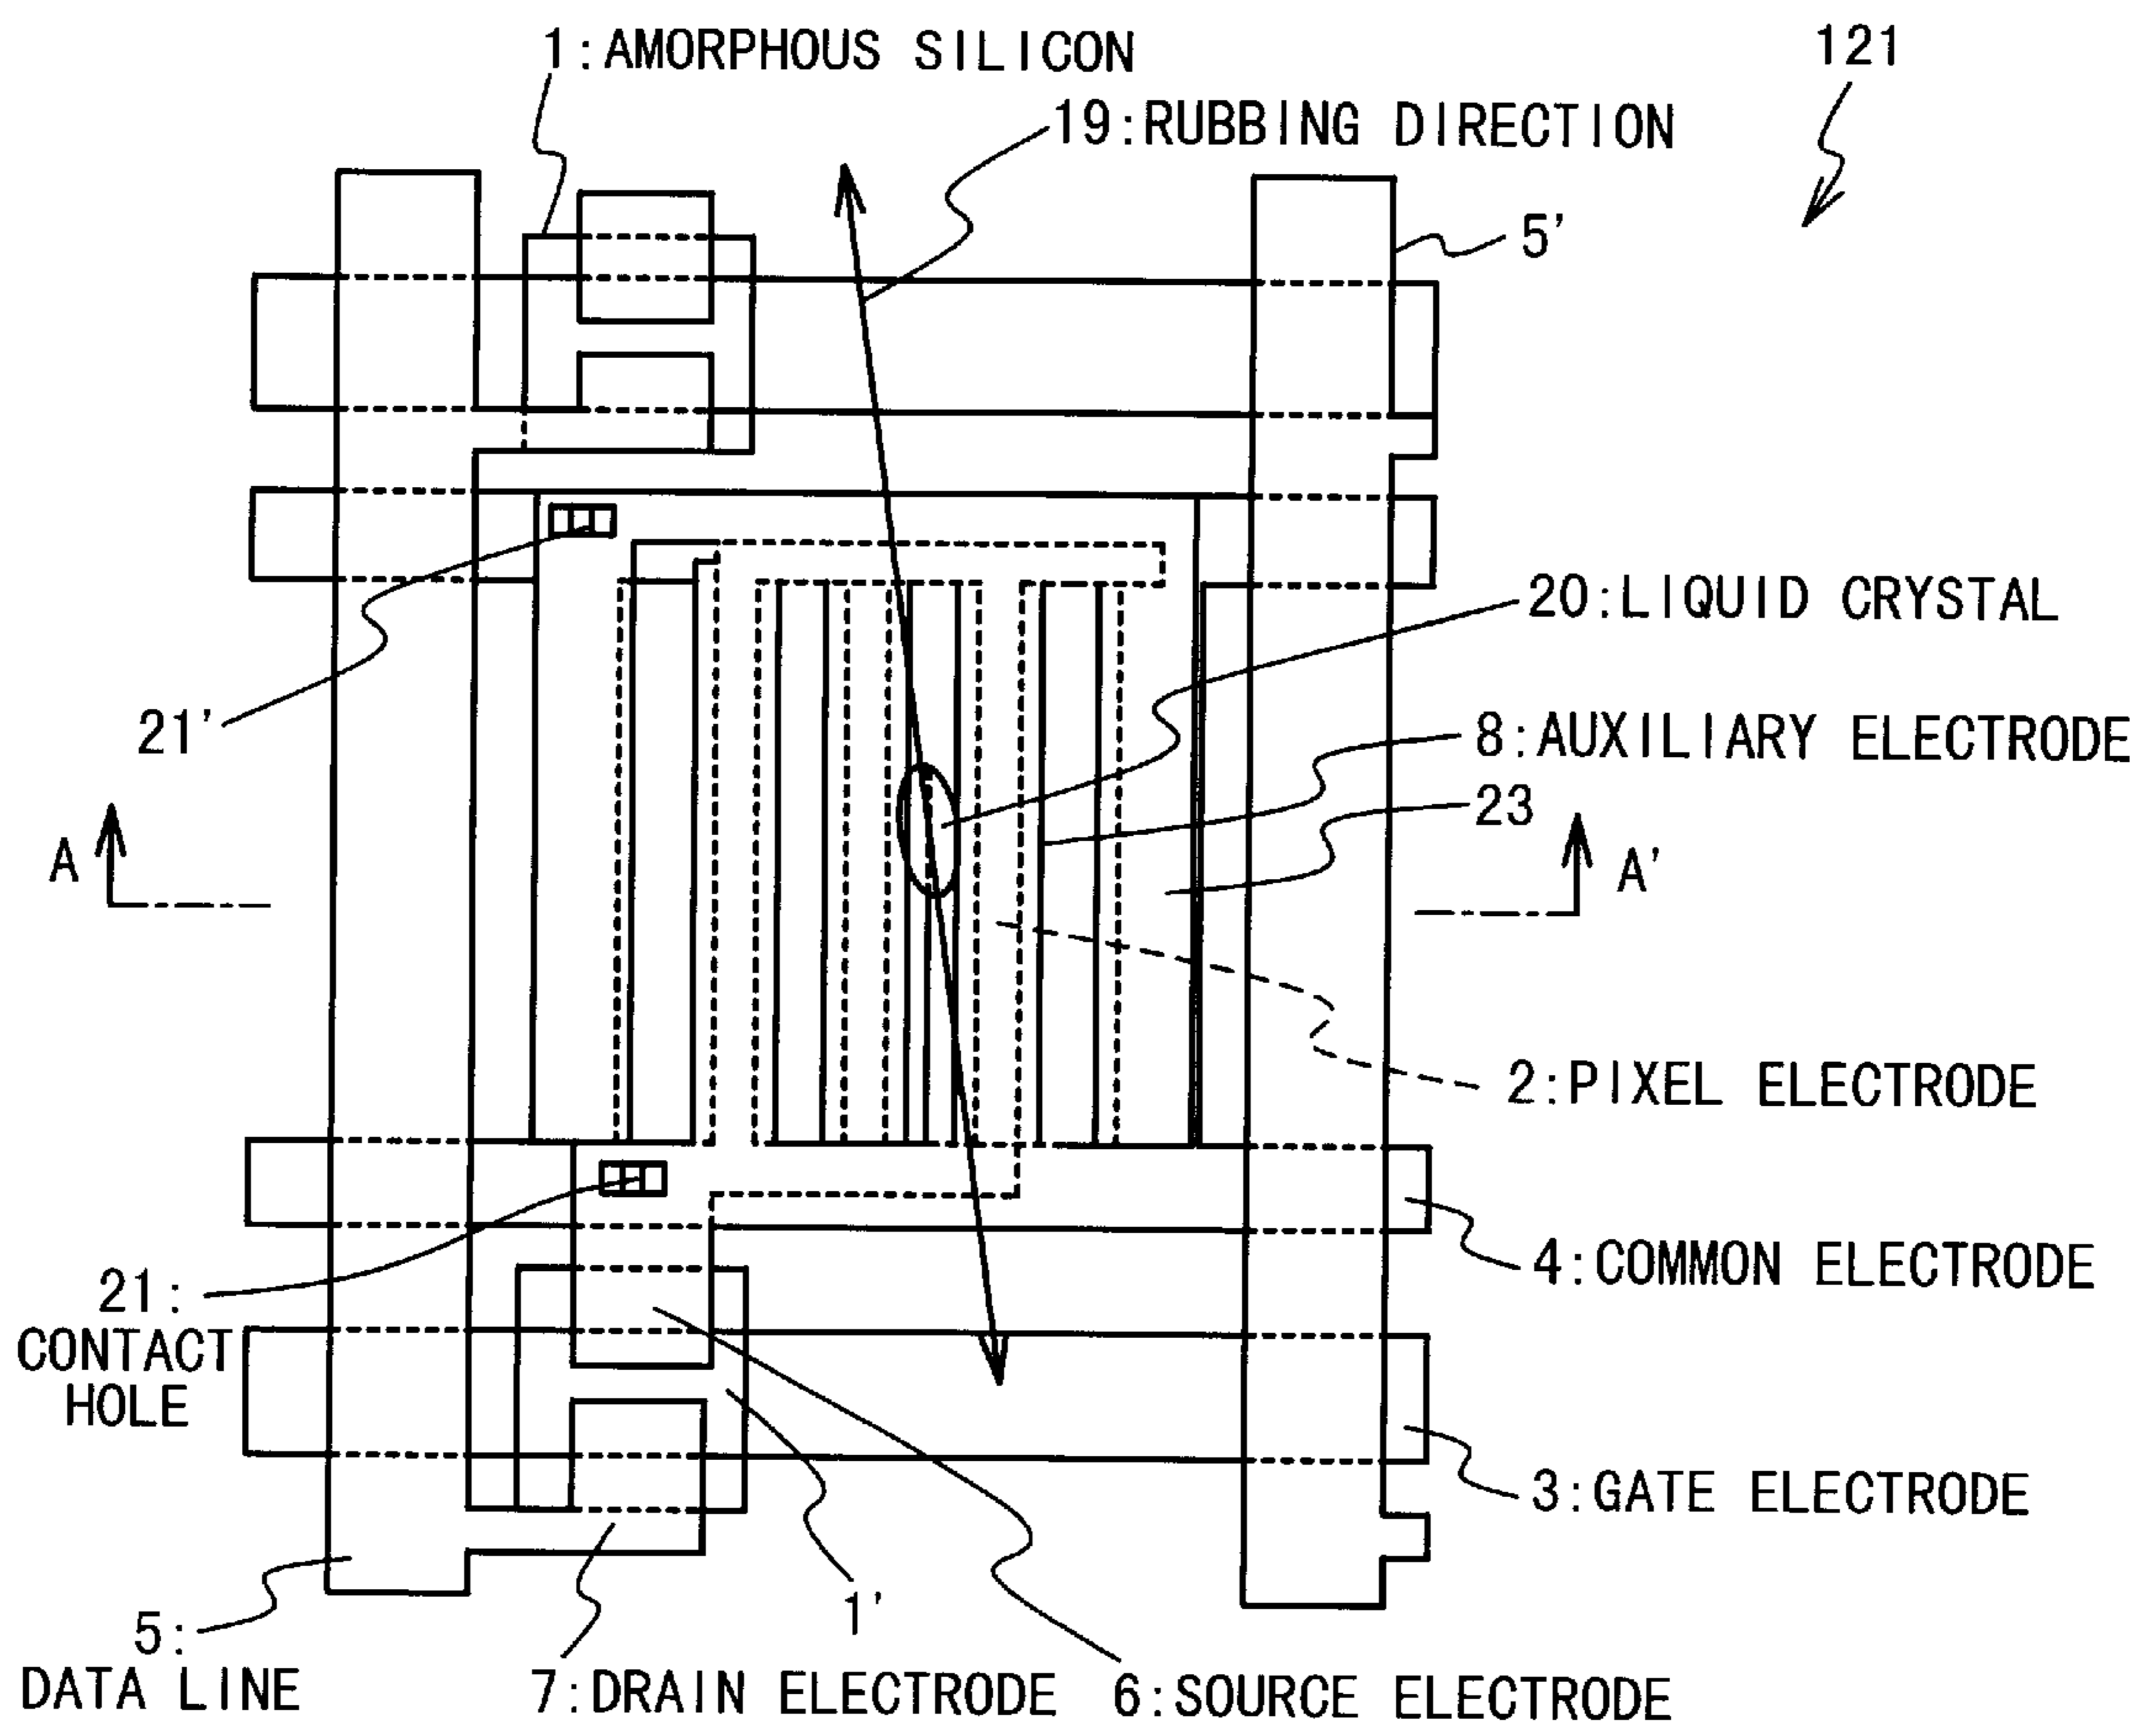 1:AMORPHOUS SILICON
121
19:RUBBING DIRECTION
5'
20:LIQUID CRYSTAL
21'
8:AUXILIARY ELECTRODE
23
A
A'
2:PIXEL ELECTRODE
4:COMMON ELECTRODE
21:
CONTACT
HOLE
3:GATE ELECTRODE
1'
5:
DATA LINE
7:DRAIN ELECTRODE
6:SOURCE ELECTRODE